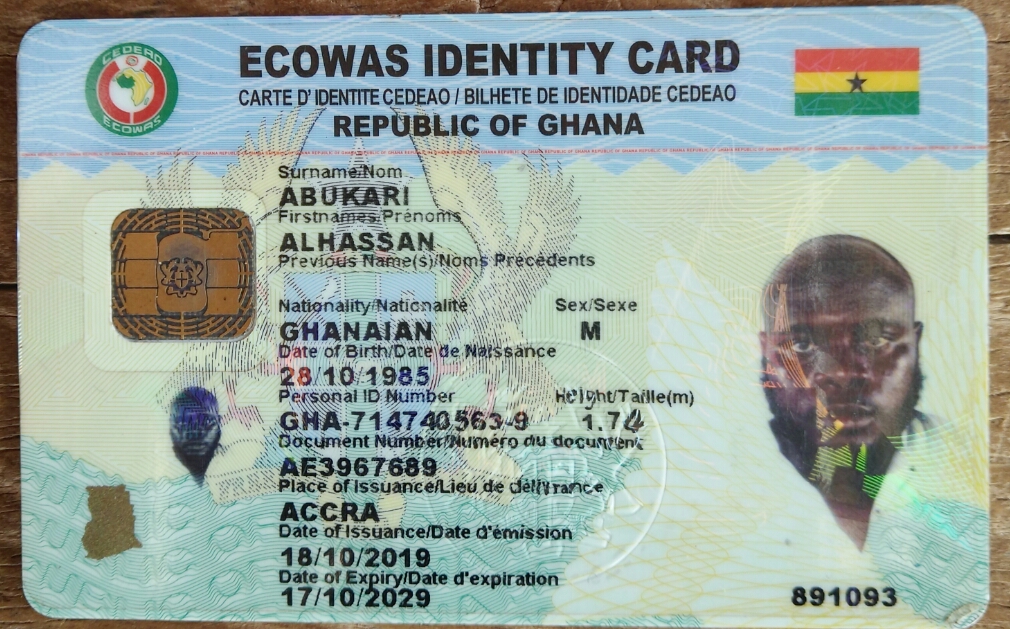 CEDEAO
ECOWAS
ECOWAS IDENTITY CARD
CARTE D' IDENTITE CEDEAO / BILHETE DE IDENTIDADE CEDEAO
REPUBLIC OF GHANA
Surname/Nom
ABUKARI
Firstnames/Prénoms
ALHASSAN
Previous Name(s)/Noms Précédents
Nationality/Nationalité
Sex/Sexe
GHANAIAN
M
Date of Birth/Date de Naissance
28/10/1985
Personal ID Number
Height/Taille(m)
GHA-714740563-9
1.74
Document Number/Numéro du document
AE3967689
Place of Issuance/Lieu de délivrance
ACCRA
Date of Issuance/Date d'émission
18/10/2019
Date of Expiry/Date d'expiration
17/10/2029
891093